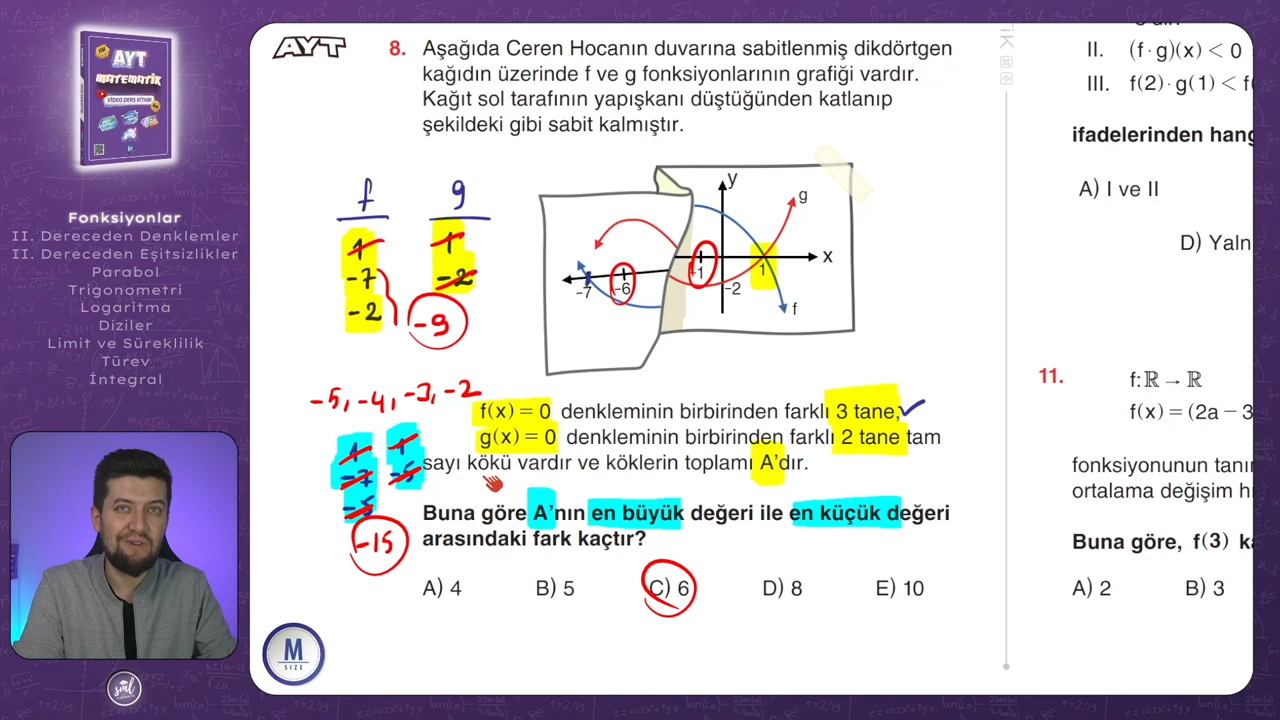 AYT
MATEMATİK
VİDEO DERS KİTABI
Fonksiyonlar
II. Dereceden Denklemler
II. Dereceden Eşitsizlikler
Parabol
Trigonometri
Logaritma
Diziler
Limit ve Süreklilik
Türev
İntegral
sml
AYT
8. Aşağıda Ceren Hocanın duvarına sabitlenmiş dikdörtgen
kağıdın üzerinde f ve g fonksiyonlarının grafiği vardır.
Kağıt sol tarafının yapışkanı düştüğünden katlanıp
şekildeki gibi sabit kalmıştır.
f g
1 1
-7 -2
-2
-9
y
g
x
-7 -6 -1 1
-2
f
-5, -4, -3, -2
f(x) = 0 denkleminin birbirinden farklı 3 tane,
g(x) = 0 denkleminin birbirinden farklı 2 tane tam
sayı kökü vardır ve köklerin toplamı A'dır.
1 1
-7 -5
-5
-15
Buna göre A'nın en büyük değeri ile en küçük değeri
arasındaki fark kaçtır?
A) 4 B) 5 C) 6 D) 8 E) 10
M
SIZE
II. (f · g)(x) < 0
III. f(2) · g(1) < f(
ifadelerinden hang
A) I ve II
D) Yaln
11. f: R → R
f(x) = (2a − 3
fonksiyonunun tanır
ortalama değişim h
Buna göre, f(3) ka
A) 2 B) 3